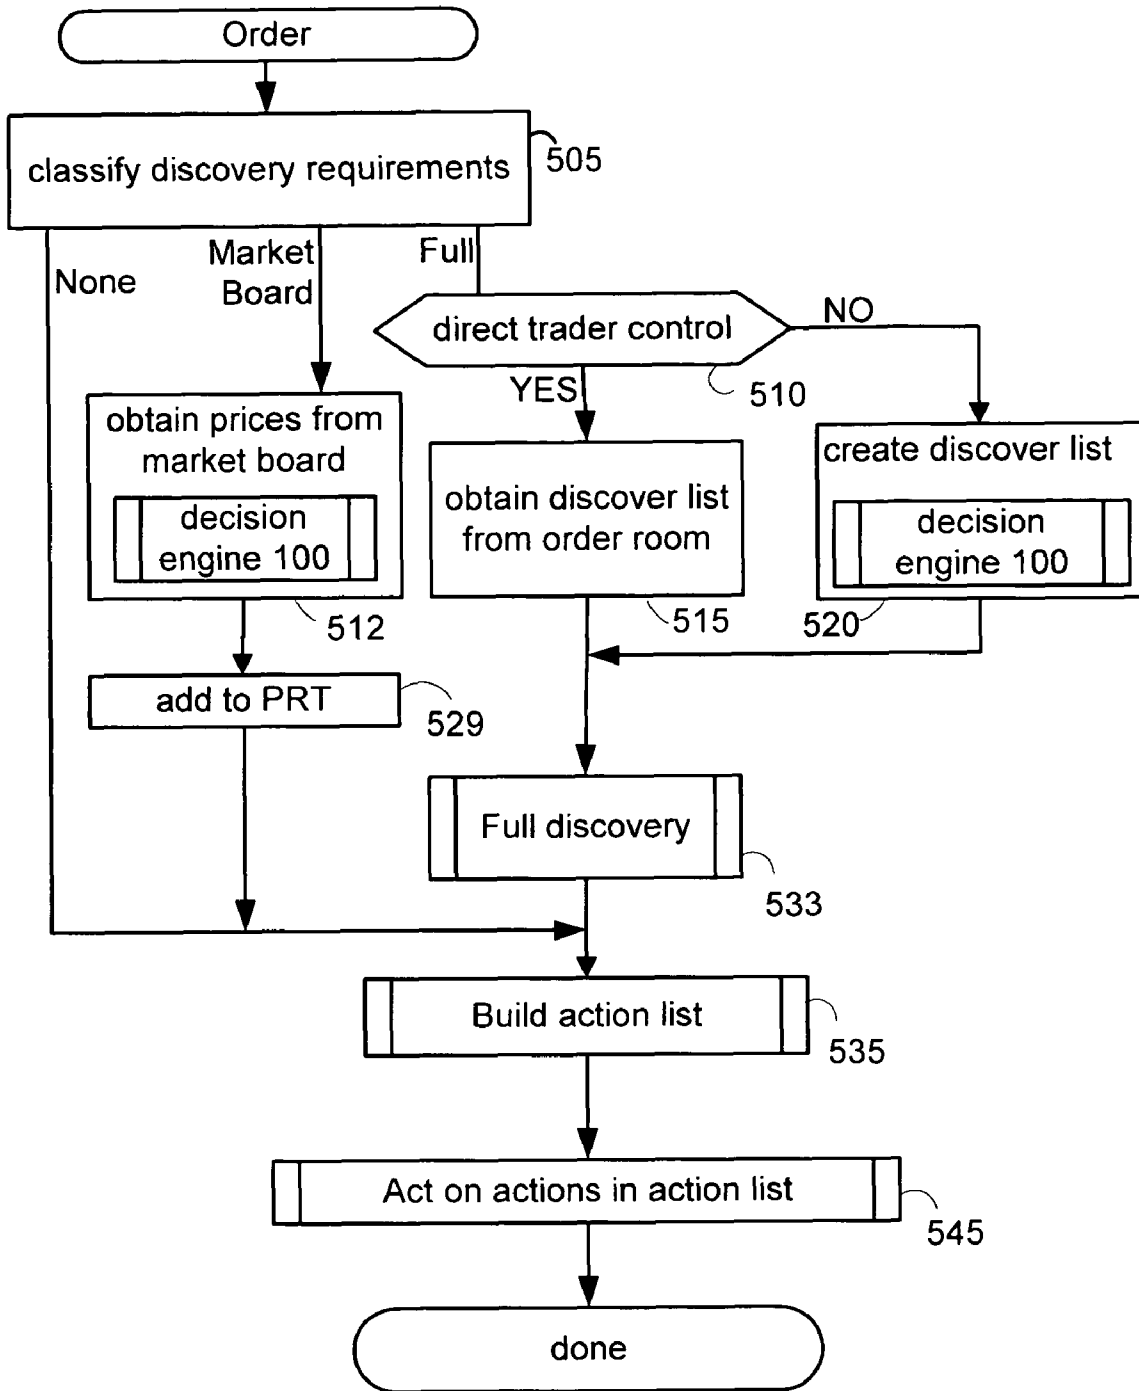 Order
classify discovery requirements
505
None
Market
Board
Full
direct trader control
NO
YES
510
obtain prices from
market board
decision
engine 100
512
obtain discover list
from order room
515
create discover list
decision
engine 100
520
add to PRT
529
Full discovery
533
Build action list
535
Act on actions in action list
545
done